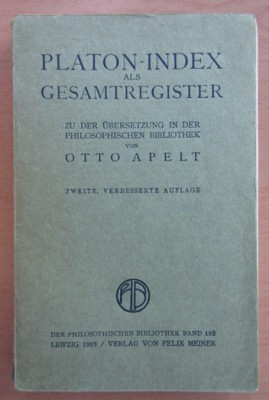 PLATON-INDEX
ALS
GESAMTREGISTER
ZU DER ÜBERSETZUNG IN DER
PHILOSOPHISCHEN BIBLIOTHEK
VON
OTTO APELT
ZWEITE, VERBESSERTE AUFLAGE
DER PHILOSOPHISCHEN BIBLIOTHEK BAND 182
LEIPZIG 1923 / VERLAG VON FELIX MEINER